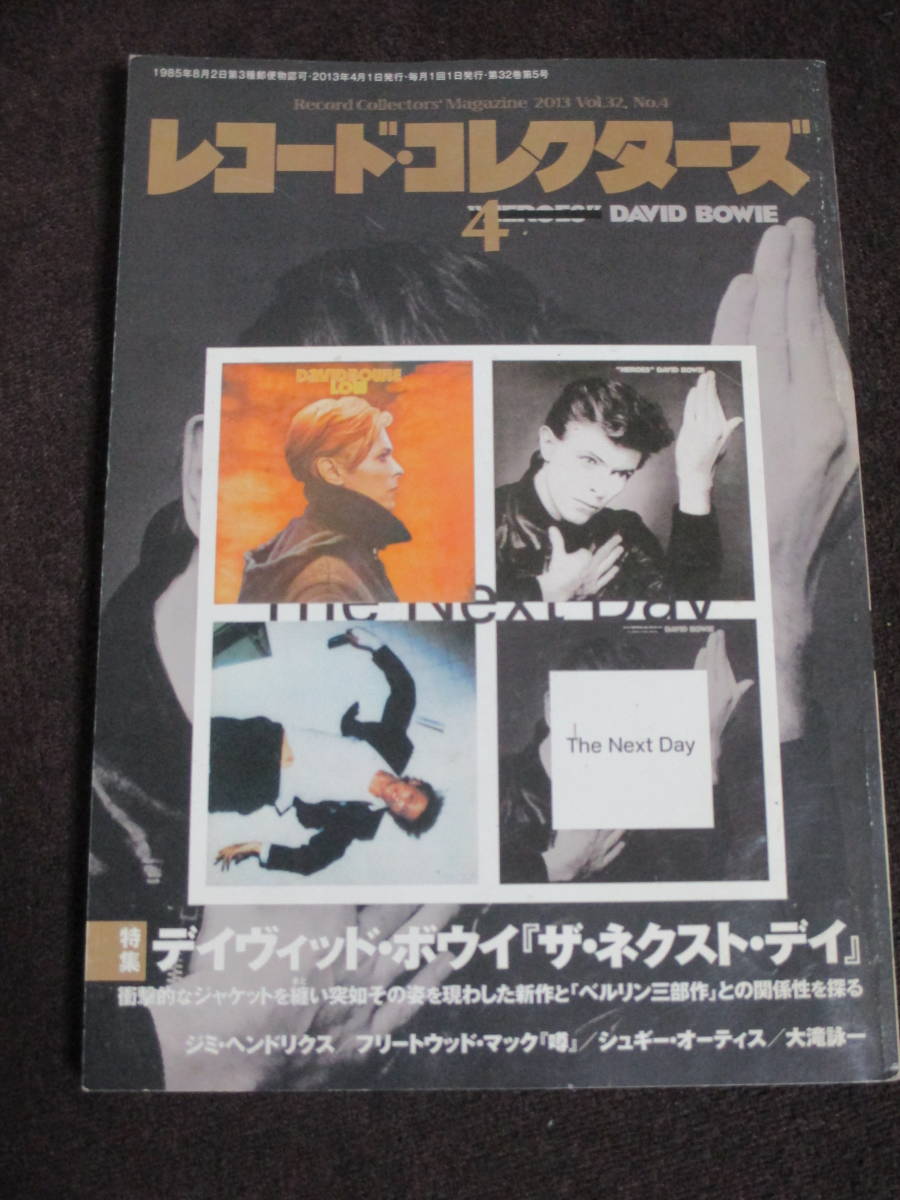 1985年8月2日第3種郵便物認可・2013年4月1日発行・毎月1回1日発行・第32巻第5号
Record Collectors' Magazine 2013 Vol.32, No.4
レコード・コレクターズ
4 "HEROES" DAVID BOWIE
DAVID BOWIE
LOW
"HEROES" DAVID BOWIE
The Next Day
DAVID BOWIE
The Next Day
特集
デイヴィッド・ボウイ『ザ・ネクスト・デイ』
衝撃的なジャケットを纏い突如その姿を現わした新作と「ベルリン三部作」との関係性を探る
ジミ・ヘンドリクス/フリートウッド・マック『噂』/シュギー・オーティス/大滝詠一